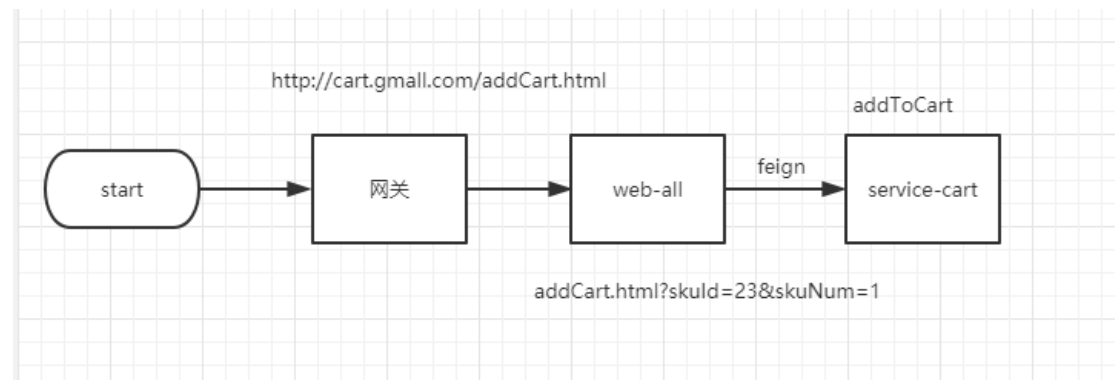 http://cart.gmall.com/addCart.html
addToCart
start
网关
web-all
feign
service-cart
addCart.html?skuId=23&skuNum=1